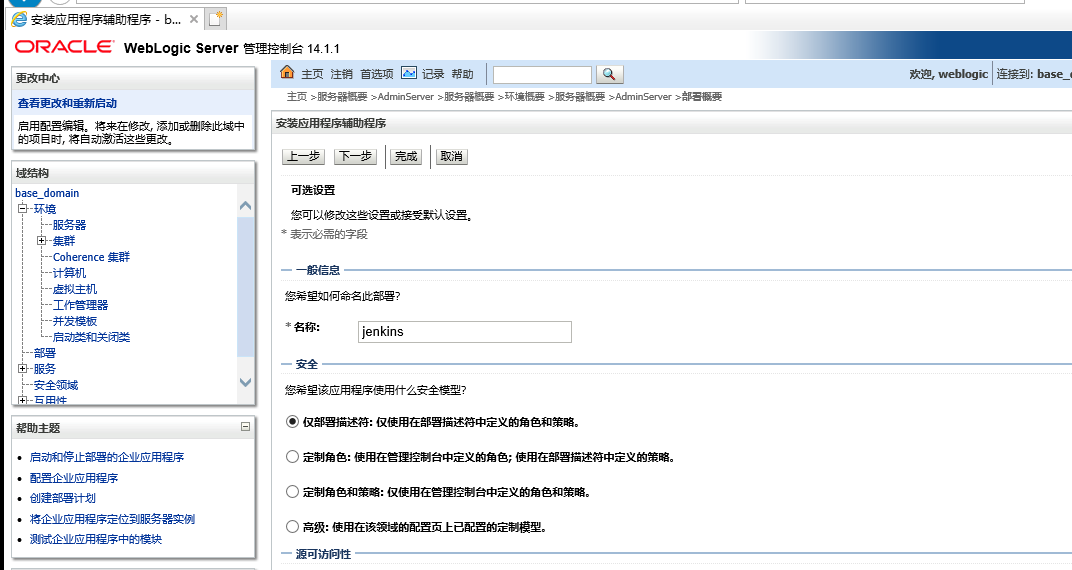 安装应用程序辅助程序 - b...
ORACLE WebLogic Server 管理控制台 14.1.1
更改中心
查看更改和重新启动
启用配置编辑。将来在修改, 添加或删除此域中
的项目时, 将自动激活这些更改。
域结构
base_domain
环境
服务器
集群
Coherence 集群
计算机
虚拟主机
工作管理器
并发模板
启动类和关闭类
部署
服务
安全领域
互用性
帮助主题
启动和停止部署的企业应用程序
配置企业应用程序
创建部署计划
将企业应用程序定位到服务器实例
测试企业应用程序中的模块
主页 注销 首选项 记录 帮助
欢迎, weblogic 连接到: base_
主页 >服务器概要 >AdminServer >服务器概要 >环境概要 >服务器概要 >AdminServer >部署概要
安装应用程序辅助程序
上一步 下一步 完成 取消
可选设置
您可以修改这些设置或接受默认设置。
* 表示必需的字段
一般信息
您希望如何命名此部署?
* 名称: jenkins
安全
您希望该应用程序使用什么安全模型?
仅部署描述符: 仅使用在部署描述符中定义的角色和策略。
定制角色: 使用在管理控制台中定义的角色; 使用在部署描述符中定义的策略。
定制角色和策略: 仅使用在管理控制台中定义的角色和策略。
高级: 使用在该领域的配置页上已配置的定制模型。
源可访问性